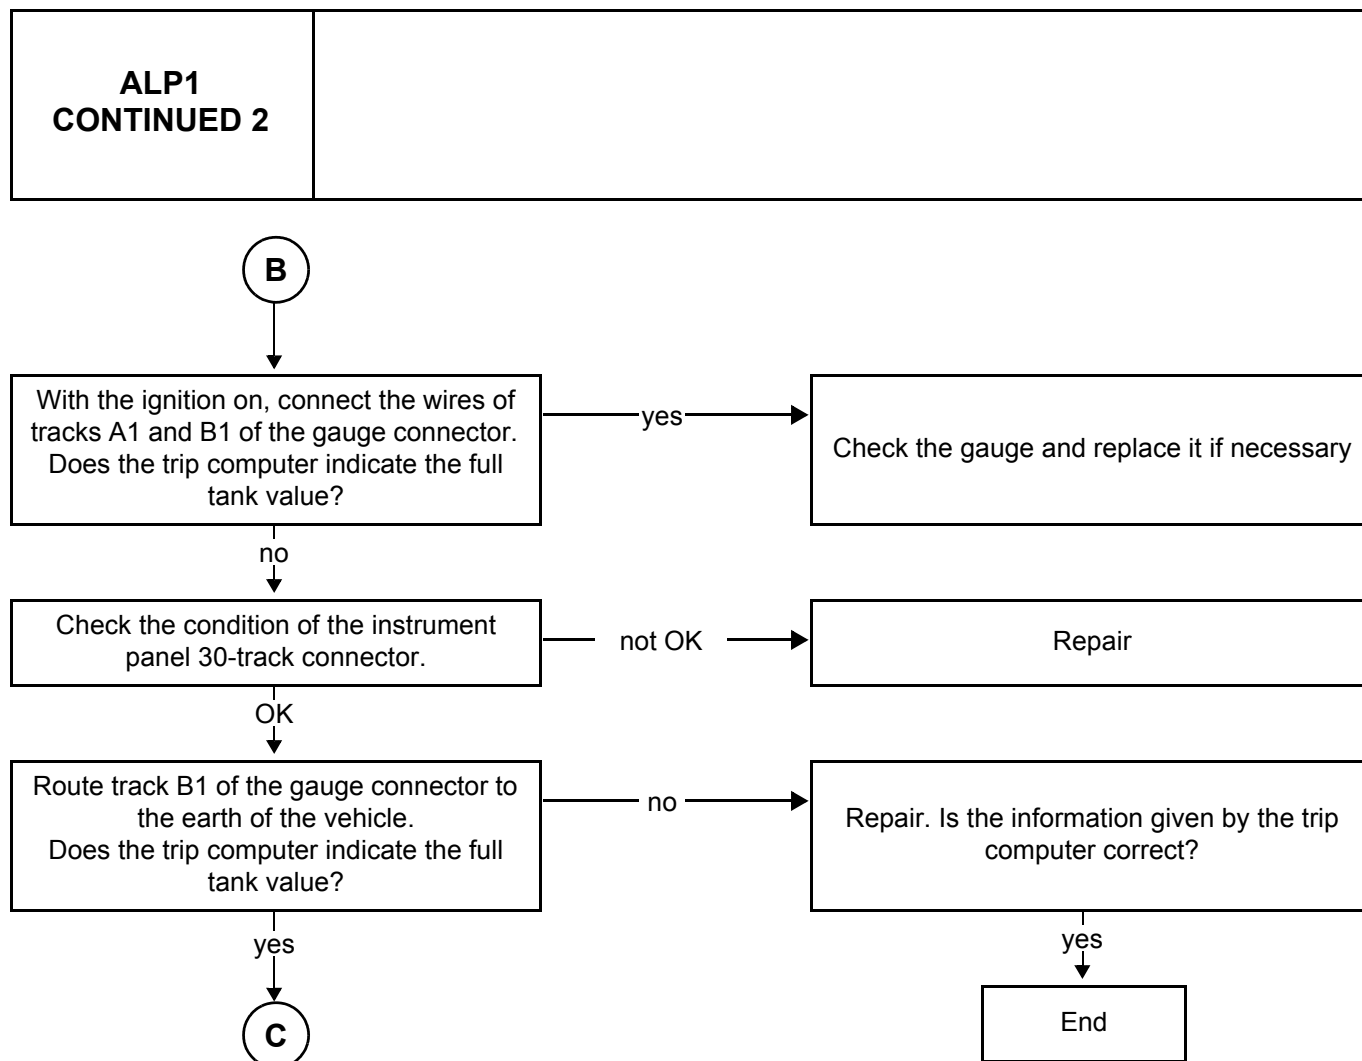 ALP1
CONTINUED 2
B
With the ignition on, connect the wires of
tracks A1 and B1 of the gauge connector.
Does the trip computer indicate the full
tank value?
yes
Check the gauge and replace it if necessary
no
Check the condition of the instrument
panel 30-track connector.
not OK
Repair
OK
Route track B1 of the gauge connector to
the earth of the vehicle.
Does the trip computer indicate the full
tank value?
no
Repair. Is the information given by the trip
computer correct?
yes
yes
C
End